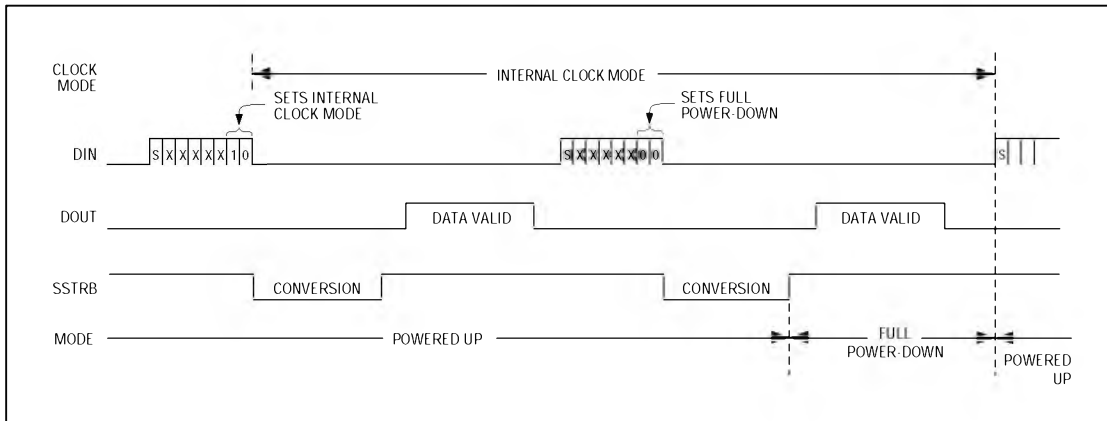 CLOCK
MODE
INTERNAL CLOCK MODE
SETS INTERNAL
CLOCK MODE
SETS FULL
POWER-DOWN
DIN
S X X X X X 1 0
S X X X X X 0 0
S
DOUT
DATA VALID
DATA VALID
SSTRB
CONVERSION
CONVERSION
MODE
POWERED UP
FULL
POWER-DOWN
POWERED
UP